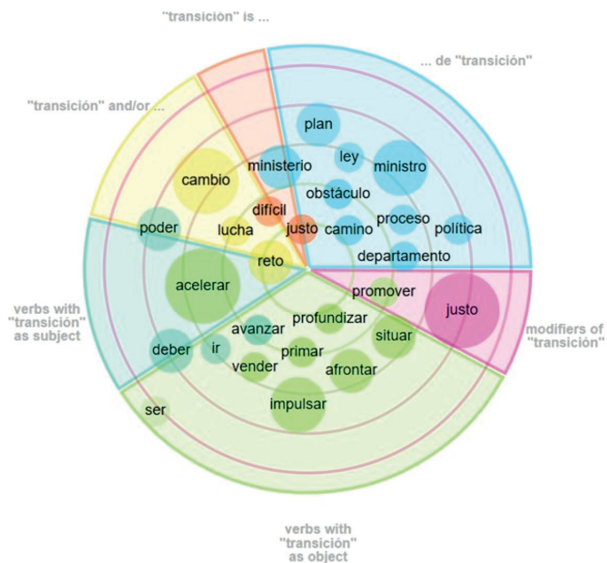 "transición" is ...
... de "transición"
"transición" and/or ...
plan
ley
ministerio
ministro
cambio
obstáculo
difícil
proceso
poder
lucha
justo
camino
política
departamento
reto
acelerar
promover
verbs with
"transición"
as subject
profundizar
justo
modifiers of
"transición"
avanzar
situar
deber
ir
primar
vender
afrontar
impulsar
ser
verbs with
"transición"
as object